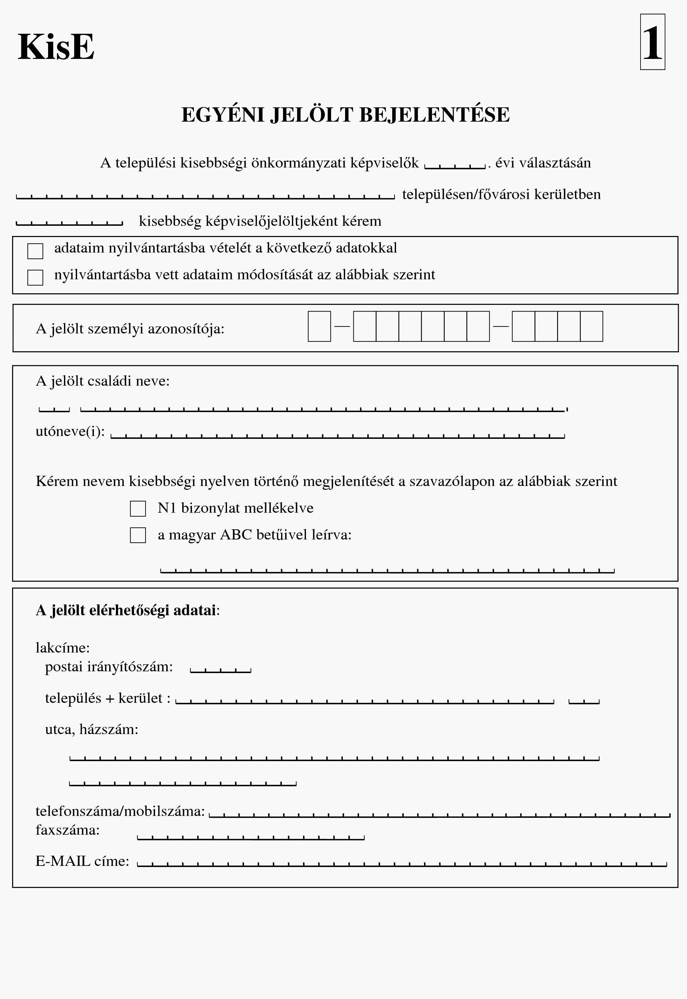 KisE
1
EGYÉNI JELÖLT BEJELENTÉSE
A települési kisebbségi önkormányzati képviselők . évi választásán
településen/fővárosi kerületben
kisebbség képviselőjelöltjeként kérem
adataim nyilvántartásba vételét a következő adatokkal
nyilvántartásba vett adataim módosítását az alábbiak szerint
A jelölt személyi azonosítója: — —
A jelölt családi neve:
utóneve(i):
Kérem nevem kisebbségi nyelven történő megjelenítését a szavazólapon az alábbiak szerint
N1 bizonylat mellékelve
a magyar ABC betűivel leírva:
A jelölt elérhetőségi adatai:
lakcíme:
postai irányítószám:
település + kerület :
utca, házszám:
telefonszáma/mobilszáma:
faxszáma:
E-MAIL címe: